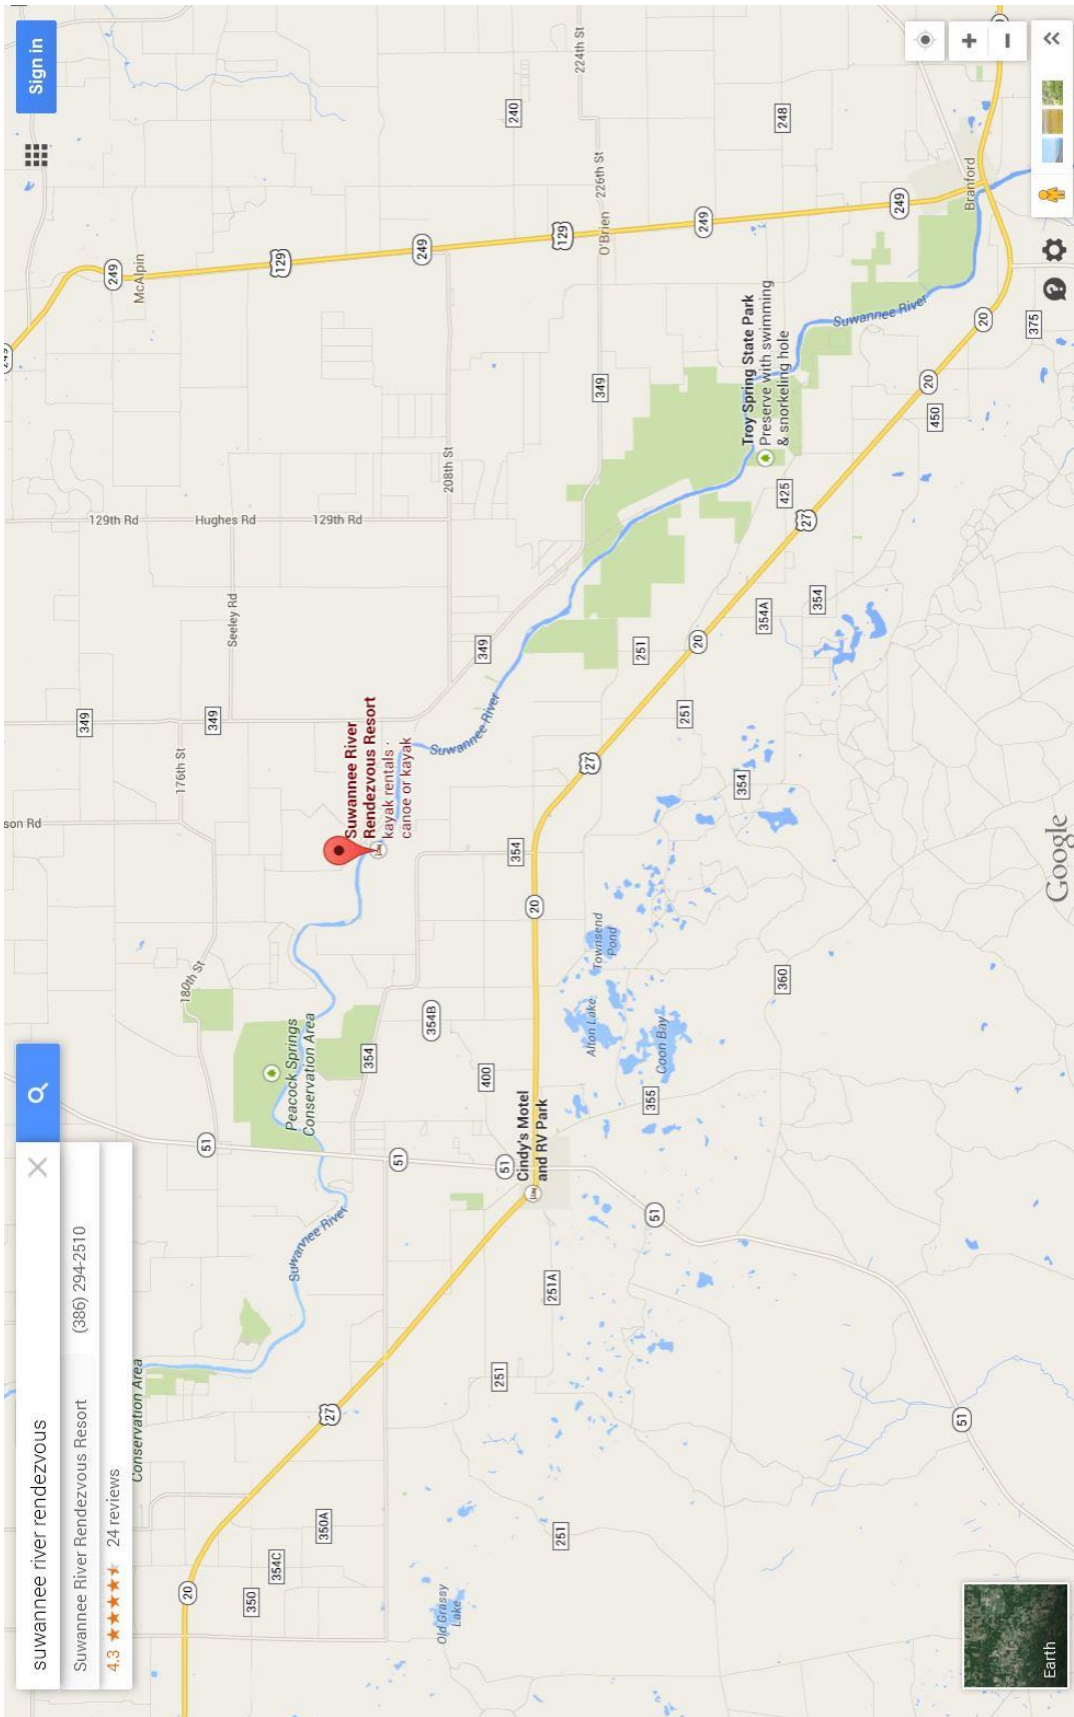 suwannee river rendezvous
Suwannee River Rendezvous Resort (386) 294-2510
4.3 24 reviews
Sign in
Conservation Area
son Rd
349
249
249
McAlpin
129
176th St
349
129th Rd
Hughes Rd
129th Rd
Seeley Rd
180th St
51
Peacock Springs
Conservation Area
Suwannee River
Suwannee River
Rendezvous Resort
kayak rentals ·
canoe or kayak
20
350
354C
350A
27
51
354
354B
400
51
354
Suwannee River
349
208th St
249
129
349
O'Brien
226th St
224th St
240
Cindy's Motel
and RV Park
20
27
251
251A
Old Grassy
Lake
251
Alton Lake
Townsend
Pond
Coon Bay
355
51
251
251
20
354
354A
354
27
425
Troy Spring State Park
Preserve with swimming
& snorkeling hole
249
248
Suwannee River
249
Branford
20
20
450
375
360
51
Google
Earth